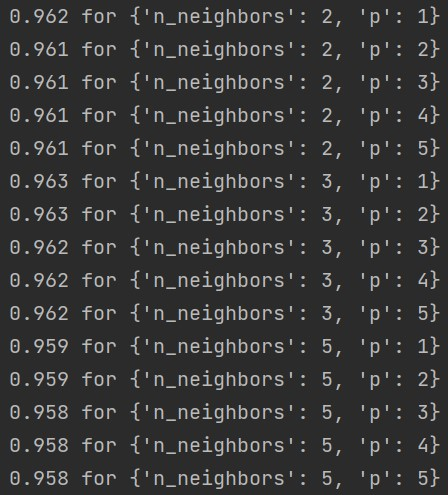 0.962 for {'n_neighbors': 2, 'p': 1}
0.961 for {'n_neighbors': 2, 'p': 2}
0.961 for {'n_neighbors': 2, 'p': 3}
0.961 for {'n_neighbors': 2, 'p': 4}
0.961 for {'n_neighbors': 2, 'p': 5}
0.963 for {'n_neighbors': 3, 'p': 1}
0.963 for {'n_neighbors': 3, 'p': 2}
0.962 for {'n_neighbors': 3, 'p': 3}
0.962 for {'n_neighbors': 3, 'p': 4}
0.962 for {'n_neighbors': 3, 'p': 5}
0.959 for {'n_neighbors': 5, 'p': 1}
0.959 for {'n_neighbors': 5, 'p': 2}
0.958 for {'n_neighbors': 5, 'p': 3}
0.958 for {'n_neighbors': 5, 'p': 4}
0.958 for {'n_neighbors': 5, 'p': 5}